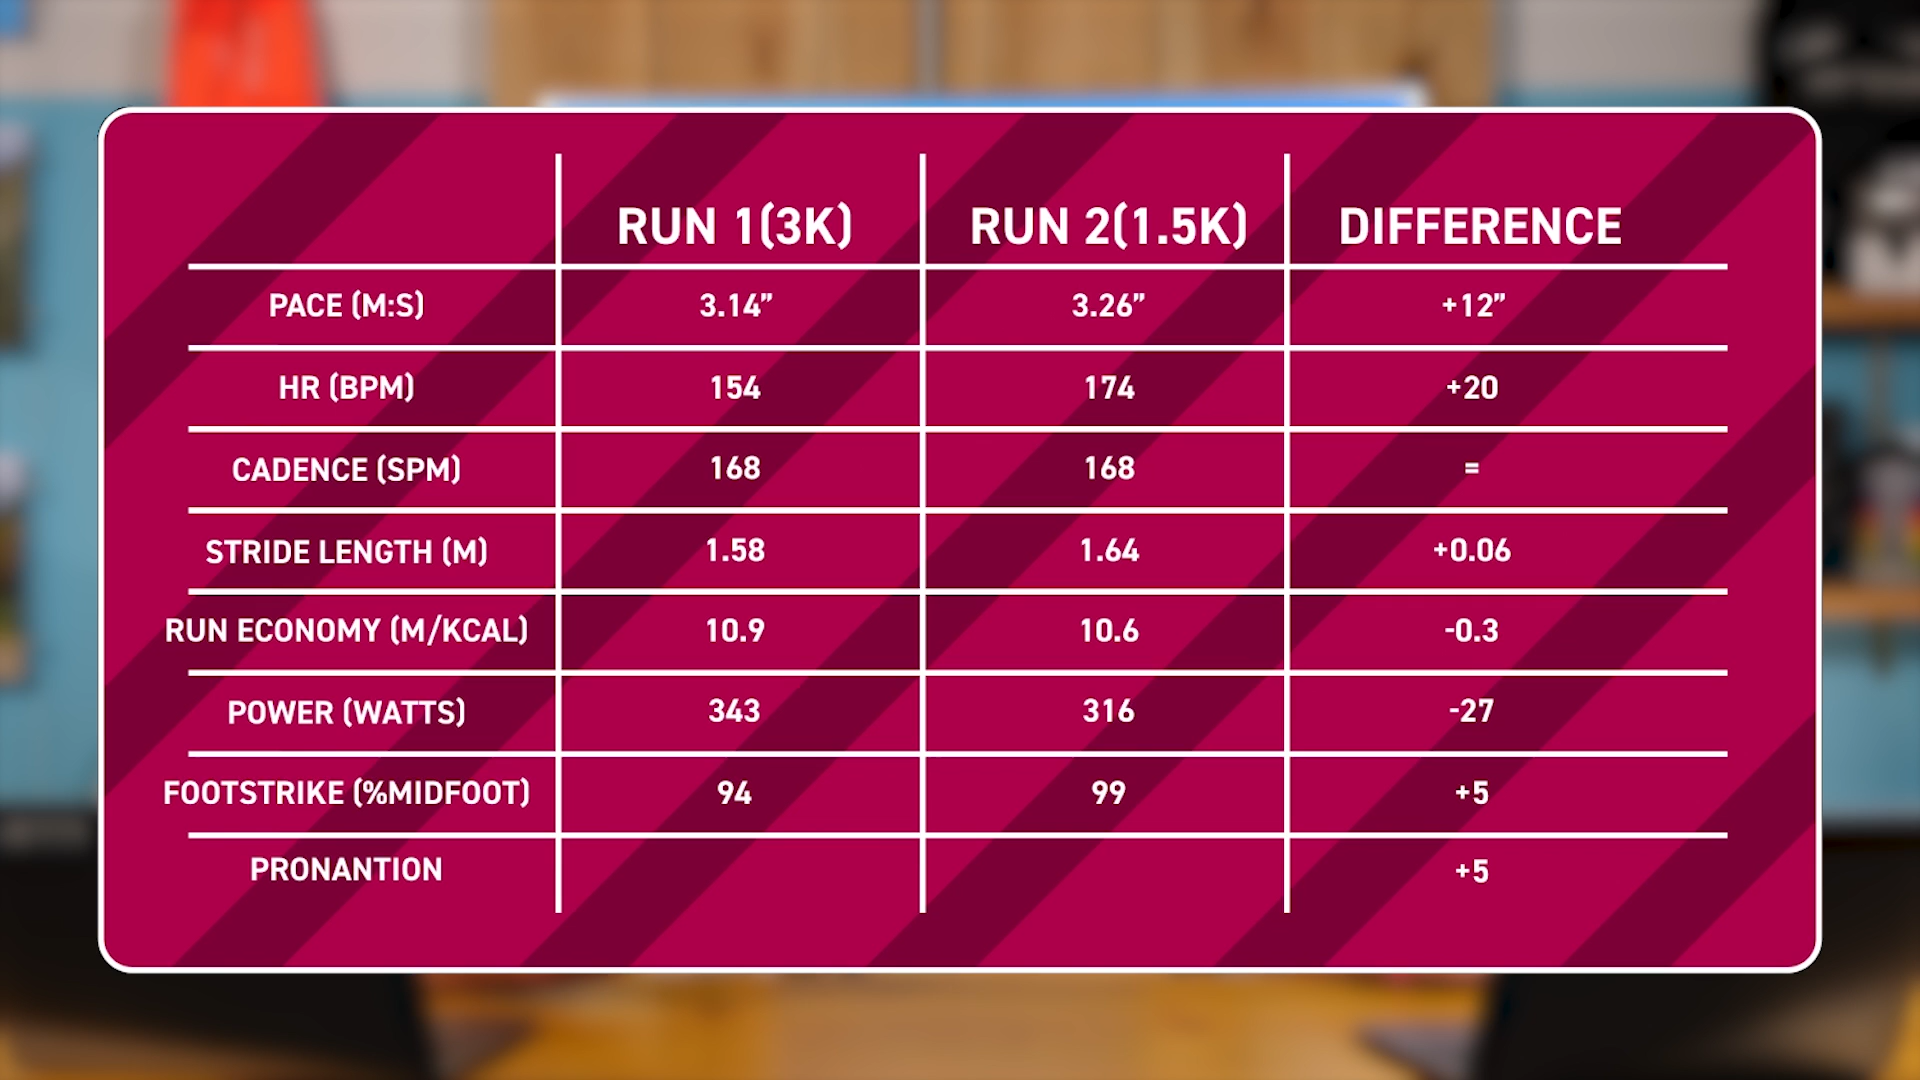 RUN 1(3K) RUN 2(1.5K) DIFFERENCE
PACE (M:S) 3.14” 3.26” +12”
HR (BPM) 154 174 +20
CADENCE (SPM) 168 168 =
STRIDE LENGTH (M) 1.58 1.64 +0.06
RUN ECONOMY (M/KCAL) 10.9 10.6 -0.3
POWER (WATTS) 343 316 -27
FOOTSTRIKE (%MIDFOOT) 94 99 +5
PRONANTION +5